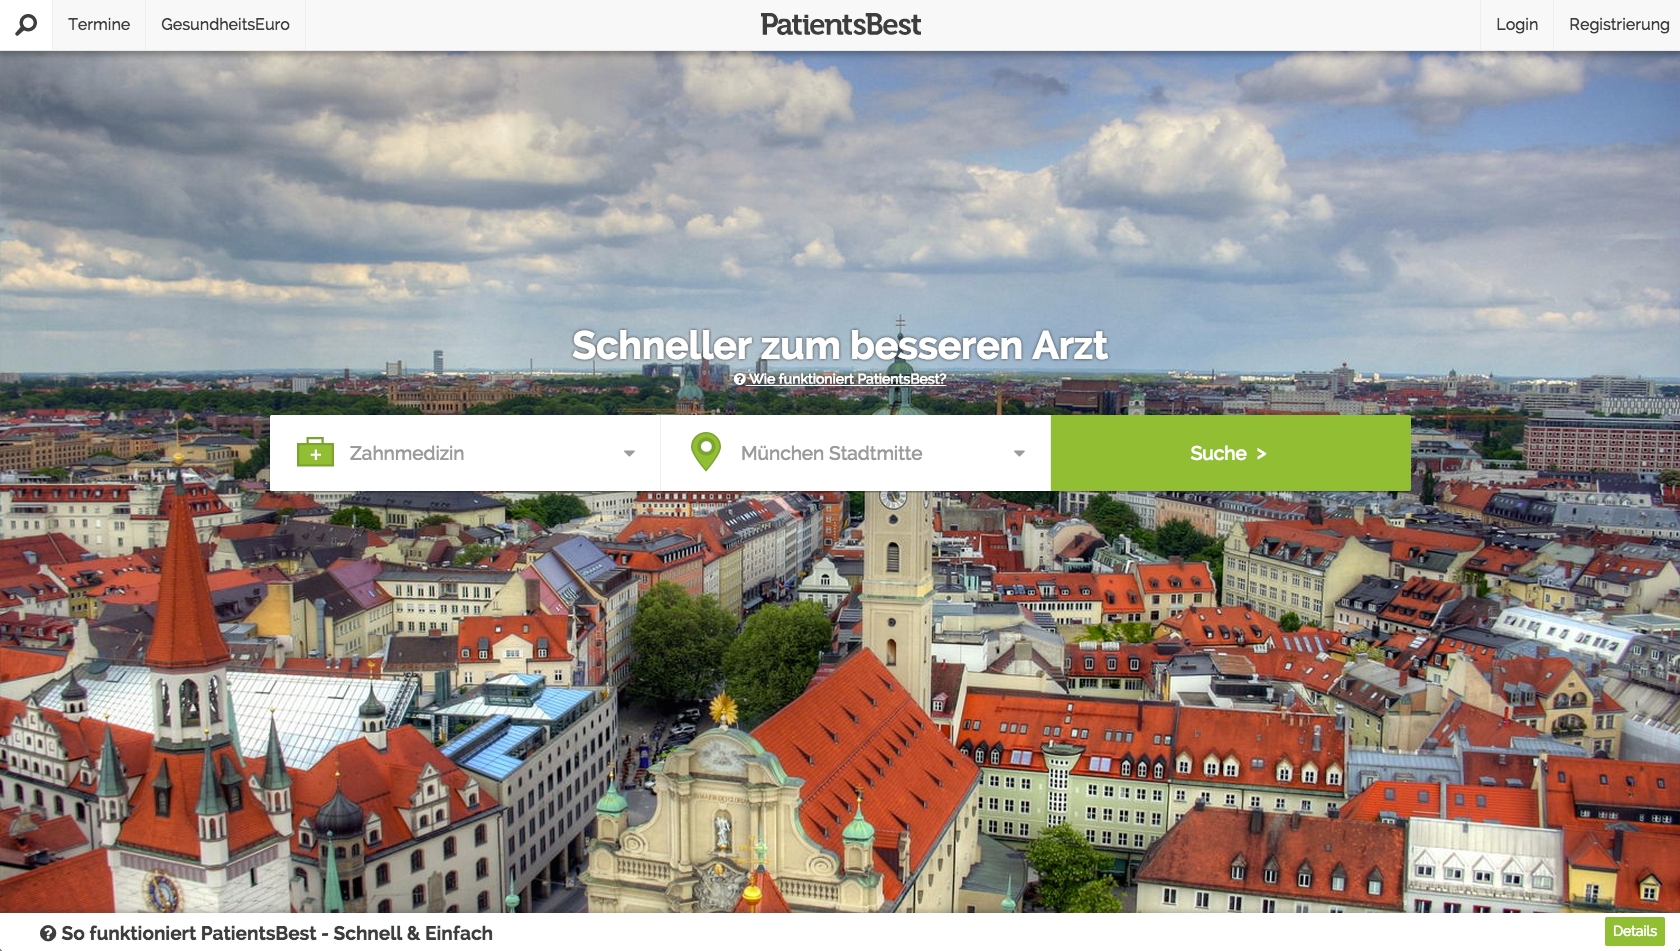 Termine
GesundheitsEuro
PatientsBest
Login
Registrierung
Schneller zum besseren Arzt
Wie funktioniert PatientsBest?
Zahnmedizin
München Stadtmitte
Suche >
So funktioniert PatientsBest - Schnell & Einfach
Details